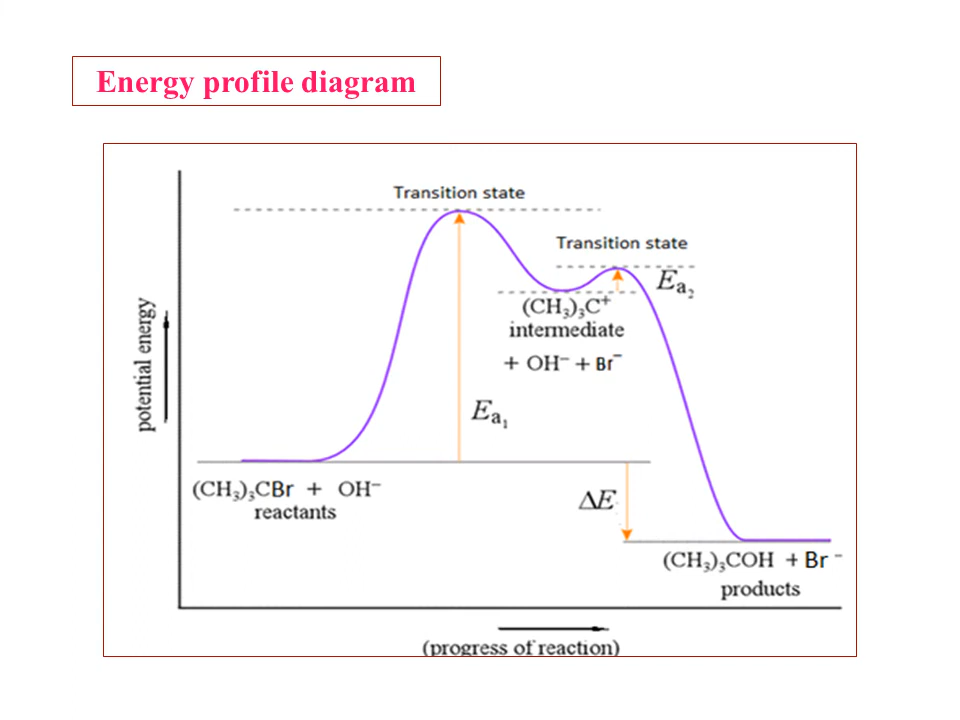 Energy profile diagram
Transition state
Transition state
Eₐ₂
(CH₃)₃C⁺
intermediate
+ OH⁻ + Br⁻
potential energy
Eₐ₁
(CH₃)₃CBr + OH⁻
reactants
ΔE
(CH₃)₃COH + Br⁻
products
(progress of reaction)